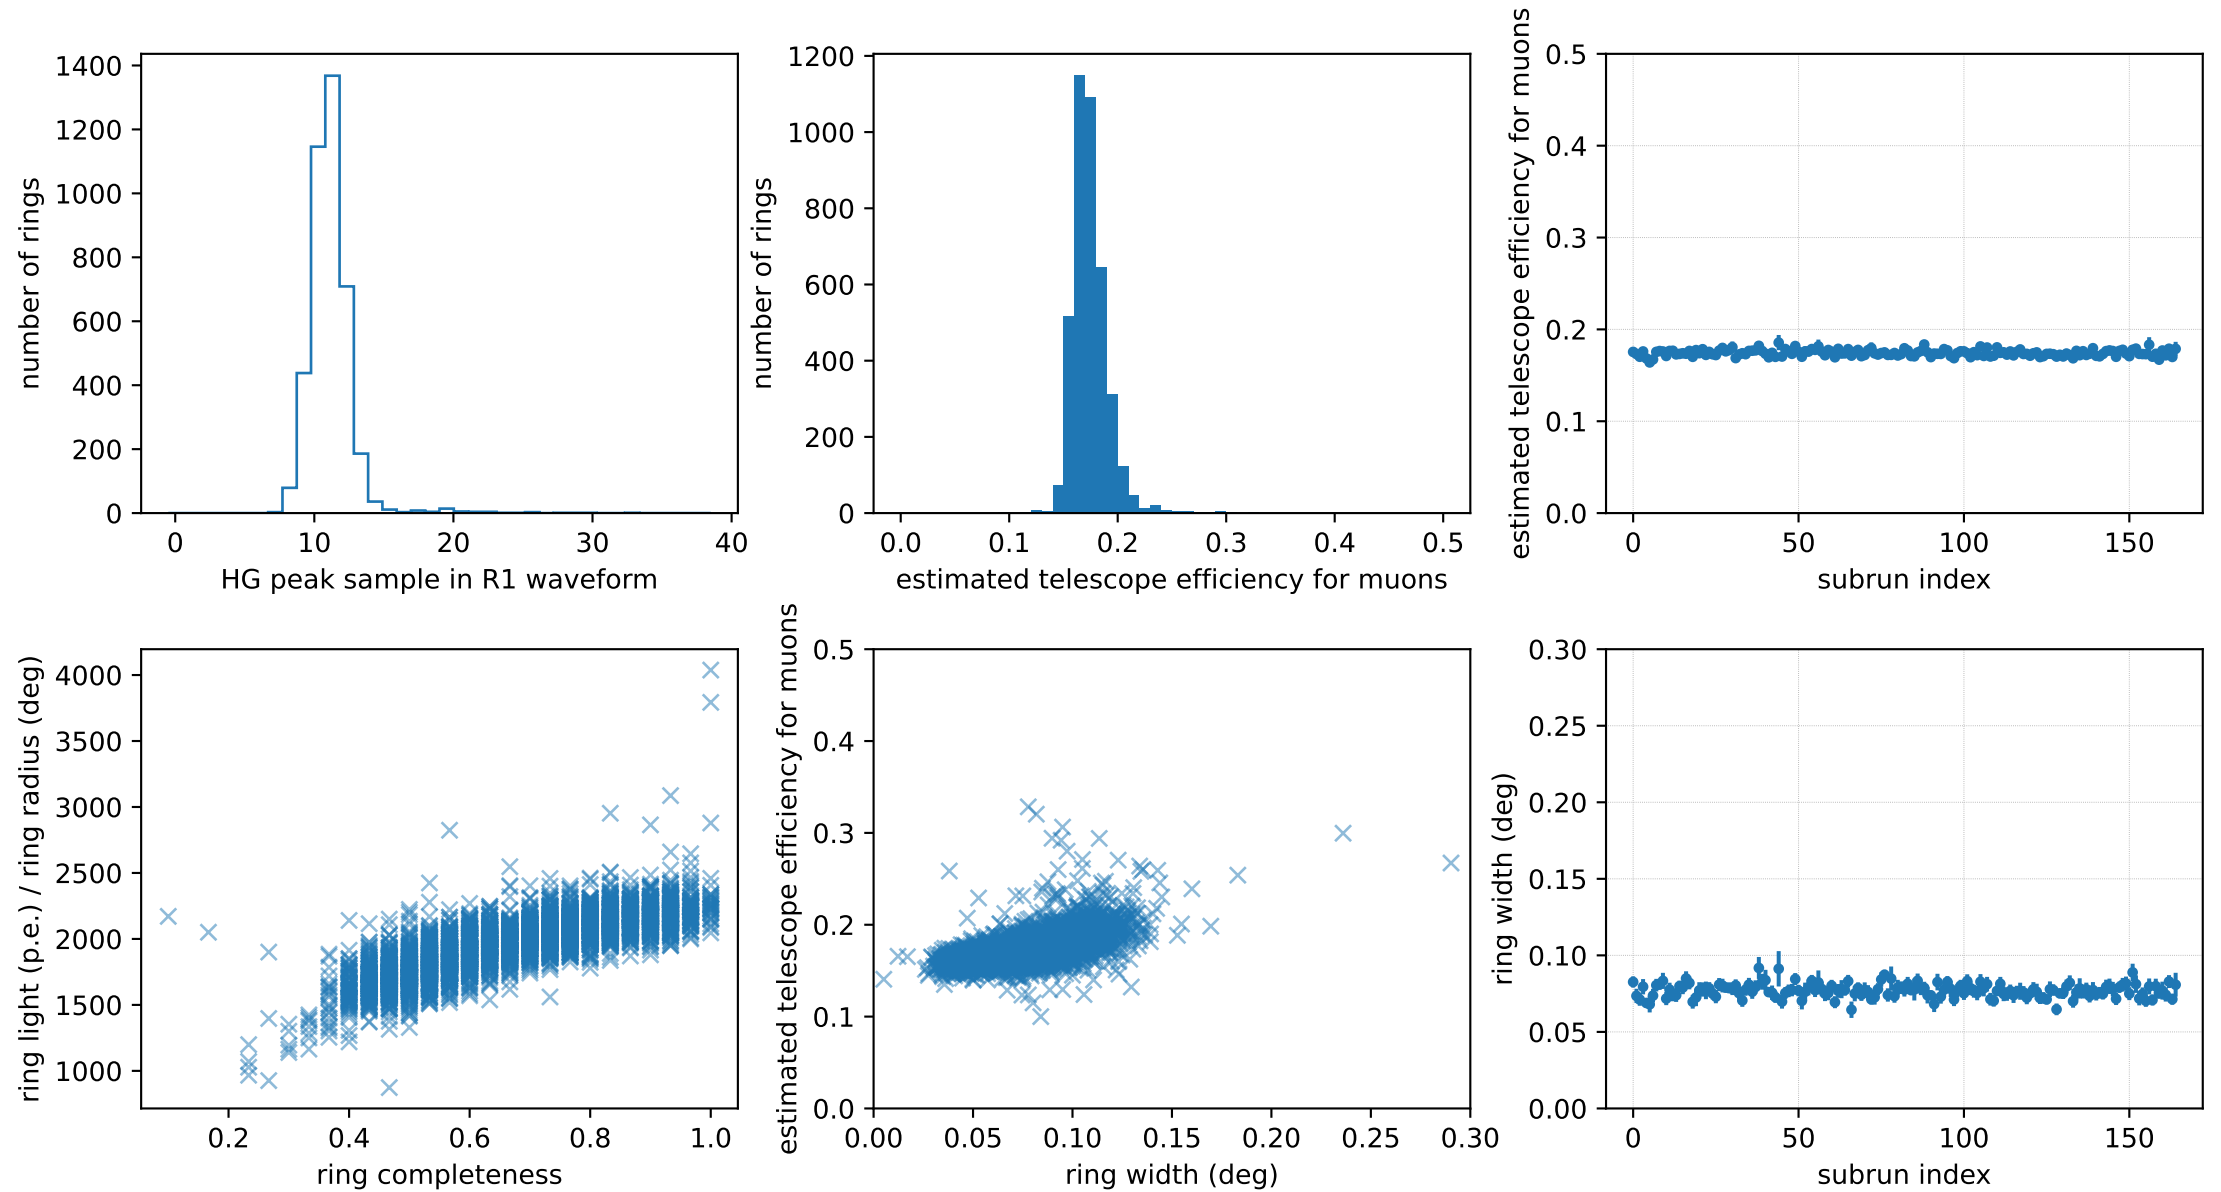 1400
1200
1000
800
600
400
200
0
number of rings
0 10 20 30 40
HG peak sample in R1 waveform
1200
1000
800
600
400
200
0
number of rings
0.0 0.1 0.2 0.3 0.4 0.5
estimated telescope efficiency for muons
0.5
0.4
0.3
0.2
0.1
0.0
estimated telescope efficiency for muons
0 50 100 150
subrun index
4000
3500
3000
2500
2000
1500
1000
ring light (p.e.) / ring radius (deg)
0.2 0.4 0.6 0.8 1.0
ring completeness
0.5
0.4
0.3
0.2
0.1
0.0
estimated telescope efficiency for muons
0.00 0.05 0.10 0.15 0.20 0.25 0.30
ring width (deg)
0.30
0.25
0.20
0.15
0.10
0.05
0.00
ring width (deg)
0 50 100 150
subrun index